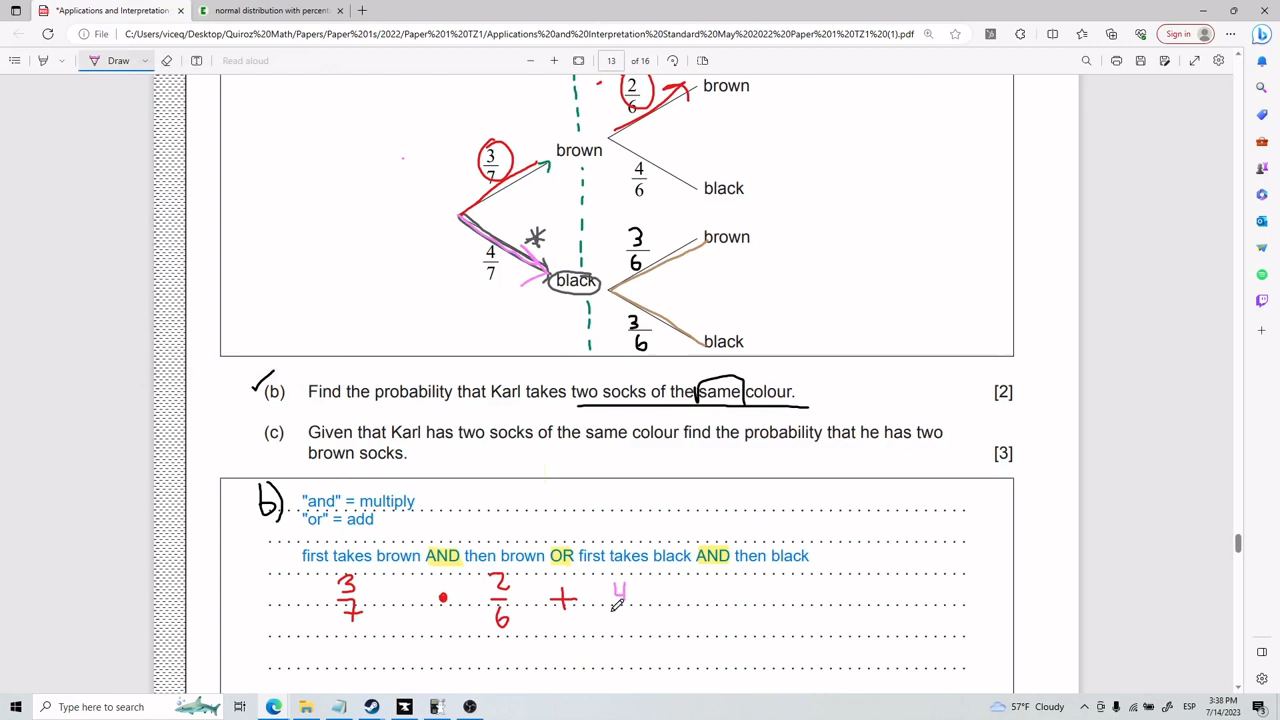 *Applications and Interpretation
normal distribution with percent
File
C:/Users/viceq/Desktop/Quiroz%20Math/Papers/Paper%201s/2022/Paper%201%20TZ1/Applications%20and%20Interpretation%20Standard%20May%202022%20Paper%201%20TZ1%20(1).pdf
Sign in
Draw
Read aloud
13 of 16
2/6
brown
3/7
brown
4/6
black
*
4/7
black
3/6
brown
3/6
black
(b) Find the probability that Karl takes two socks of the same colour. [2]
(c) Given that Karl has two socks of the same colour find the probability that he has two
brown socks. [3]
b) "and" = multiply
"or" = add
first takes brown AND then brown OR first takes black AND then black
3/7 • 2/6 + 4
Type here to search
57°F Cloudy
ESP
3:38 PM
7/14/2023